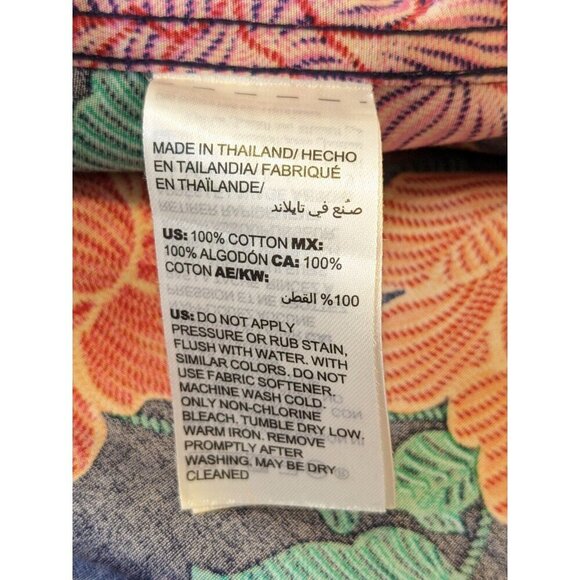 MADE IN THAILAND/ HECHO
EN TAILANDIA/ FABRIQUÉ
EN THAÏLANDE/
صُنع في تايلاند
US: 100% COTTON MX:
100% ALGODÓN CA: 100%
COTON AE/KW:
100% القطن
US: DO NOT APPLY
PRESSURE OR RUB STAIN,
FLUSH WITH WATER. WITH
SIMILAR COLORS. DO NOT
USE FABRIC SOFTENER.
MACHINE WASH COLD.
ONLY NON-CHLORINE
BLEACH. TUMBLE DRY LOW.
WARM IRON. REMOVE
PROMPTLY AFTER
WASHING. MAY BE DRY
CLEANED